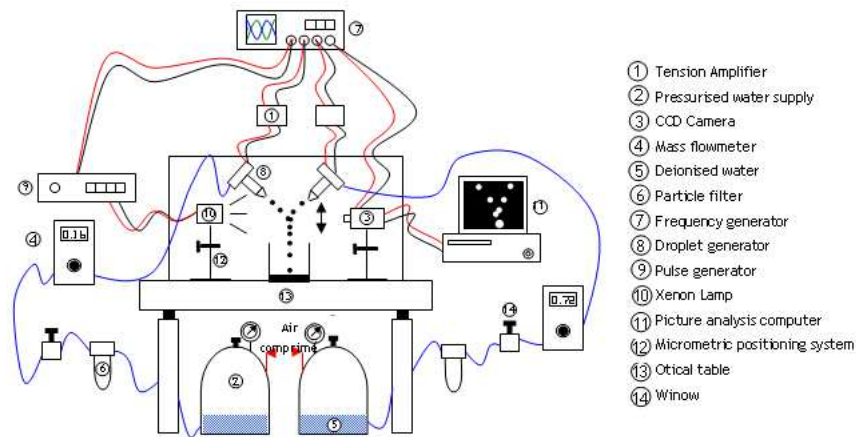 ⑦
① Tension Amplifier
② Pressurised water supply
③ CCD Camera
④ Mass flowmeter
⑤ Deionised water
⑥ Particle filter
⑦ Frequency generator
⑧ Droplet generator
⑨ Pulse generator
⑩ Xenon Lamp
⑪ Picture analysis computer
⑫ Micrometric positioning system
⑬ Otical table
⑭ Winow
①
⑧
⑨
⑩
③
⑪
④
0.16
⑫
⑬
⑭
0.72
Air
comprime
⑥
②
⑤